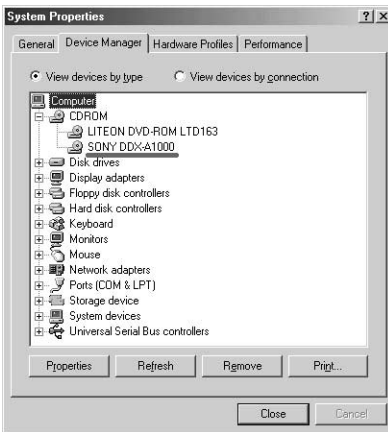 System Properties
General Device Manager Hardware Profiles Performance
View devices by type View devices by connection
Computer
CDROM
LITEON DVD-ROM LTD163
SONY DDX-A1000
Disk drives
Display adapters
Floppy disk controllers
Hard disk controllers
Keyboard
Monitors
Mouse
Network adapters
Ports (COM & LPT)
Storage device
System devices
Universal Serial Bus controllers
Properties Refresh Remove Print...
Close Cancel